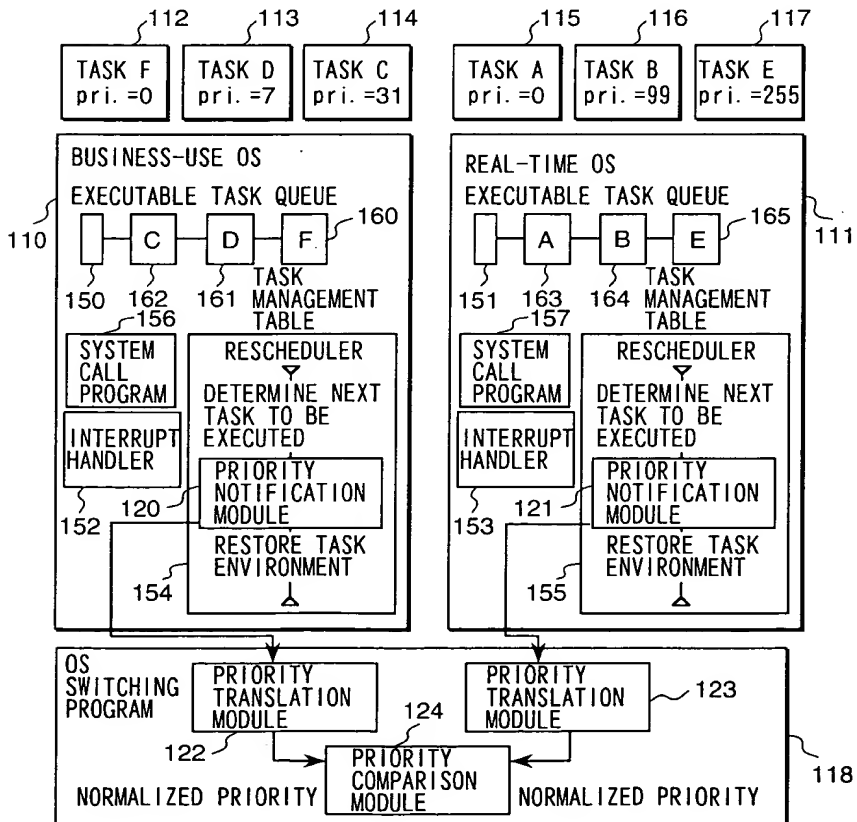 112
113
114
115
116
117
TASK F
pri.=0
TASK D
pri.=7
TASK C
pri.=31
TASK A
pri.=0
TASK B
pri.=99
TASK E
pri.=255
BUSINESS-USE OS
EXECUTABLE TASK QUEUE
110
C
D
F
160
150
162
161
TASK
MANAGEMENT
TABLE
156
SYSTEM
CALL
PROGRAM
INTERRUPT
HANDLER
152
RESCHEDULER
DETERMINE NEXT
TASK TO BE
EXECUTED
PRIORITY
NOTIFICATION
MODULE
120
RESTORE TASK
ENVIRONMENT
154
REAL-TIME OS
EXECUTABLE TASK QUEUE
111
A
B
E
165
151
163
164
TASK
MANAGEMENT
TABLE
157
SYSTEM
CALL
PROGRAM
INTERRUPT
HANDLER
153
RESCHEDULER
DETERMINE NEXT
TASK TO BE
EXECUTED
PRIORITY
NOTIFICATION
MODULE
121
RESTORE TASK
ENVIRONMENT
155
OS
SWITCHING
PROGRAM
PRIORITY
TRANSLATION
MODULE
122
PRIORITY
TRANSLATION
MODULE
123
124
PRIORITY
COMPARISON
MODULE
118
NORMALIZED PRIORITY
NORMALIZED PRIORITY